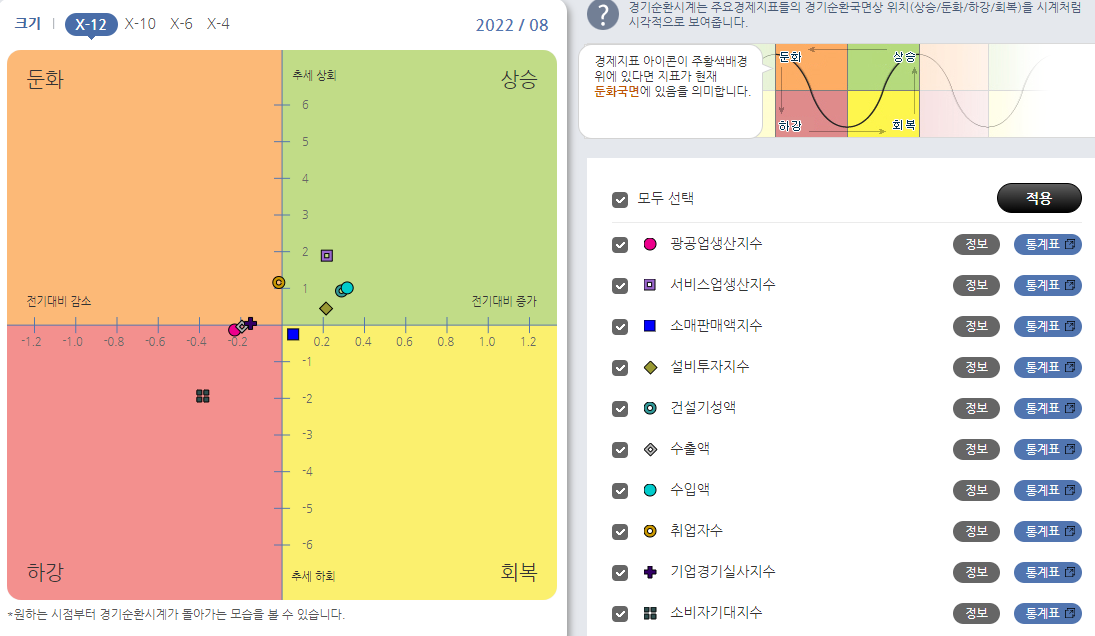 크기 | X-12 X-10 X-6 X-4
2022 / 08
둔화
추세 상회
상승
6
5
4
3
2
1
전기대비 감소
전기대비 증가
-1.2 -1.0 -0.8 -0.6 -0.4 -0.2 0.2 0.4 0.6 0.8 1.0 1.2
-1
-2
-3
-4
-5
-6
하강
추세 하회
회복
*원하는 시점부터 경기순환시계가 돌아가는 모습을 볼 수 있습니다.
?
경기순환시계는 주요경제지표들의 경기순환국면상 위치(상승/둔화/하강/회복)을 시계처럼
시각적으로 보여줍니다.
경제지표 아이콘이 주황색배경
위에 있다면 지표가 현재
둔화국면에 있음을 의미합니다.
둔화 상승
하강 회복
모두 선택 적용
광공업생산지수 정보 통계표
서비스업생산지수 정보 통계표
소매판매액지수 정보 통계표
설비투자지수 정보 통계표
건설기성액 정보 통계표
수출액 정보 통계표
수입액 정보 통계표
취업자수 정보 통계표
기업경기실사지수 정보 통계표
소비자기대지수 정보 통계표